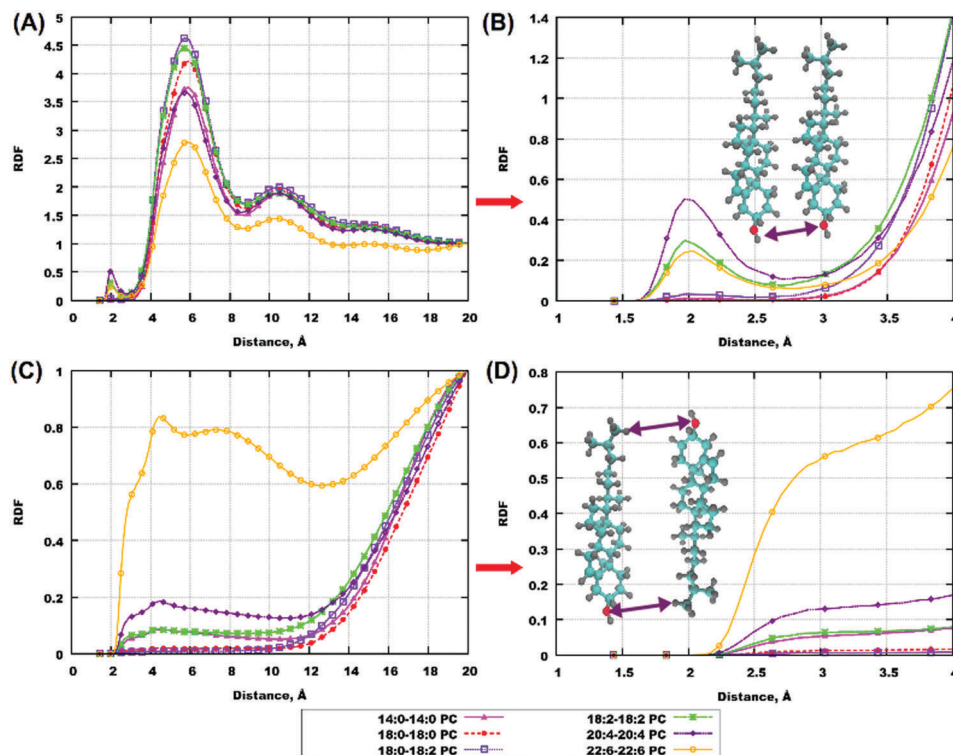 (A)
RDF
5
4.5
4
3.5
3
2.5
2
1.5
1
0.5
0
0 2 4 6 8 10 12 14 16 18 20
Distance, Å
(B)
RDF
1.4
1.2
1
0.8
0.6
0.4
0.2
0
1 1.5 2 2.5 3 3.5 4
Distance, Å
(C)
RDF
1
0.8
0.6
0.4
0.2
0
0 2 4 6 8 10 12 14 16 18 20
Distance, Å
(D)
RDF
0.8
0.7
0.6
0.5
0.4
0.3
0.2
0.1
0
1 1.5 2 2.5 3 3.5 4
Distance, Å
14:0-14:0 PC
18:0-18:0 PC
18:0-18:2 PC
18:2-18:2 PC
20:4-20:4 PC
22:6-22:6 PC